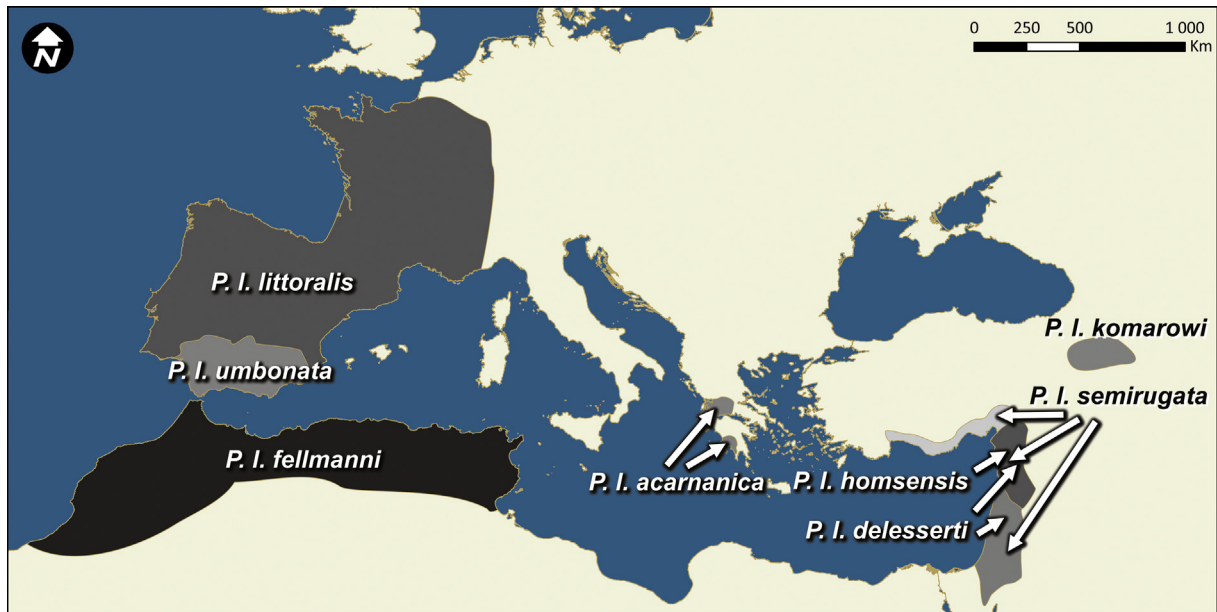 N
0 250 500 1 000
Km
P. l. littoralis
P. l. komarowi
P. l. umbonata
P. l. semirugata
P. l. fellmanni
P. l. acarnanica
P. l. homsensis
P. l. delesserti